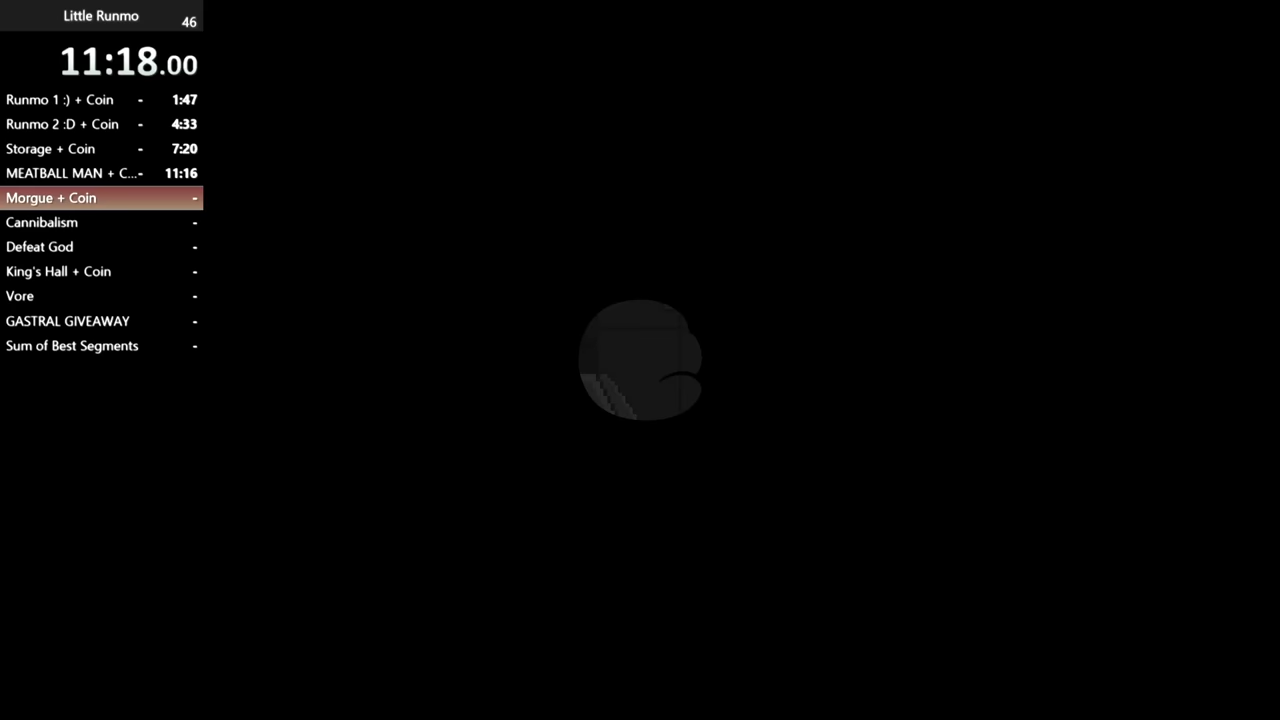 Little Runmo
46
11:18.00
Runmo 1 :) + Coin - 1:47
Runmo 2 :D + Coin - 4:33
Storage + Coin - 7:20
MEATBALL MAN + C...- 11:16
Morgue + Coin -
Cannibalism -
Defeat God -
King's Hall + Coin -
Vore -
GASTRAL GIVEAWAY -
Sum of Best Segments -